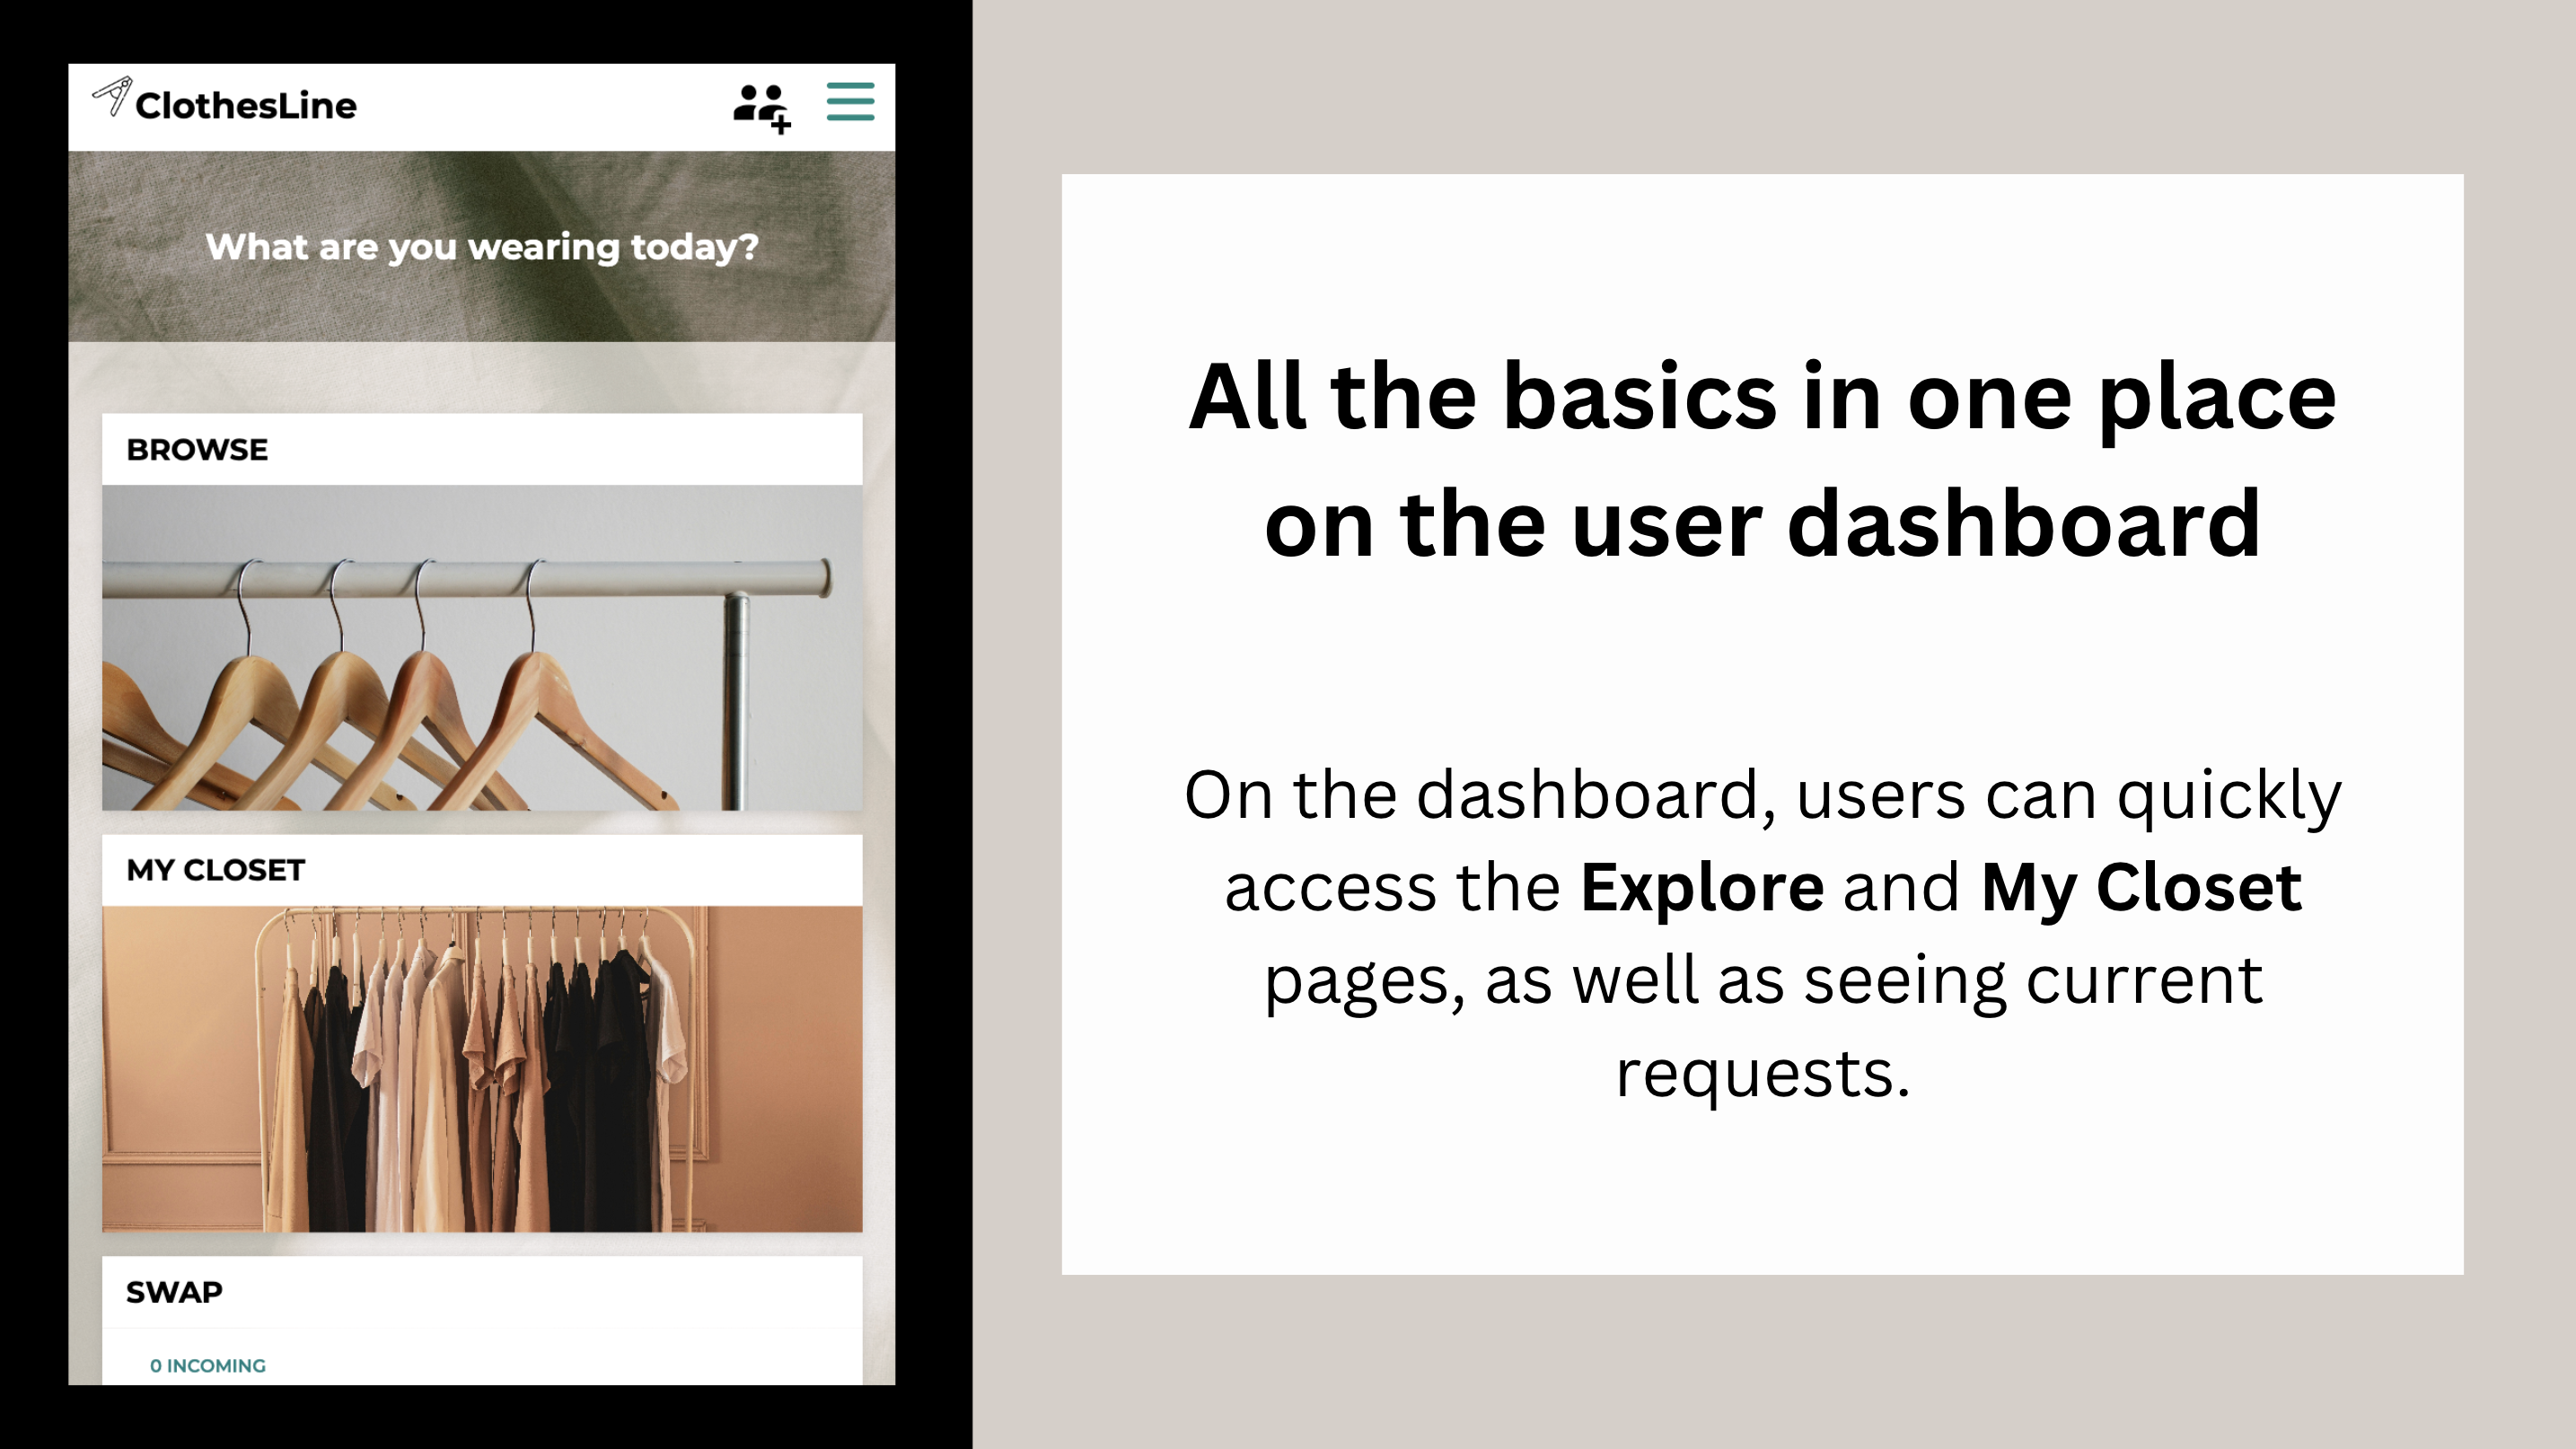 ClothesLine
What are you wearing today?
BROWSE
MY CLOSET
SWAP
0 INCOMING
All the basics in one place
on the user dashboard
On the dashboard, users can quickly
access the Explore and My Closet
pages, as well as seeing current
requests.